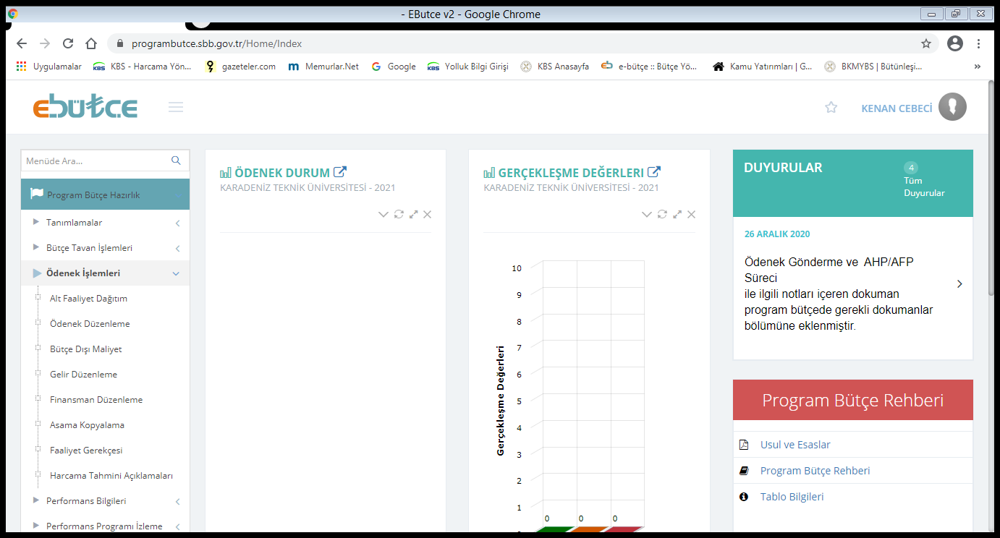 - EButce v2 - Google Chrome
programbutce.sbb.gov.tr/Home/Index
Uygulamalar KBS - Harcama Yön... gazeteler.com Memurlar.Net Google Yolluk Bilgi Girişi KBS Anasayfa e-bütçe :: Bütçe Yö... Kamu Yatırımları | G... BKMYBS | Bütünleşi... »
ebütçe
KENAN CEBECİ
Menüde Ara...
Program Bütçe Hazırlık
Tanımlamalar
Bütçe Tavan İşlemleri
Ödenek İşlemleri
Alt Faaliyet Dağıtım
Ödenek Düzenleme
Bütçe Dışı Maliyet
Gelir Düzenleme
Finansman Düzenleme
Asama Kopyalama
Faaliyet Gerekçesi
Harcama Tahmini Açıklamaları
Performans Bilgileri
Performans Programı İzleme
ÖDENEK DURUM
KARADENİZ TEKNİK ÜNİVERSİTESİ - 2021
GERÇEKLEŞME DEĞERLERİ
KARADENİZ TEKNİK ÜNİVERSİTESİ - 2021
Gerçekleşme Değerleri
10
9
8
7
6
5
4
3
2
1
0 0 0
DUYURULAR
4
Tüm
Duyurular
26 ARALIK 2020
Ödenek Gönderme ve AHP/AFP
Süreci
ile ilgili notları içeren dokuman
program bütçede gerekli dokumanlar
bölümüne eklenmiştir.
Program Bütçe Rehberi
Usul ve Esaslar
Program Bütçe Rehberi
Tablo Bilgileri